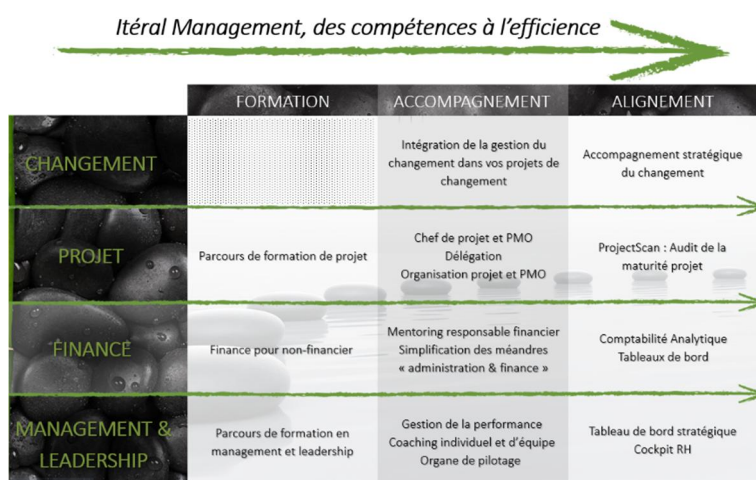 Itéral Management, des compétences à l'efficience
FORMATION
ACCOMPAGNEMENT
ALIGNEMENT
CHANGEMENT
Intégration de la gestion du
changement dans vos projets de
changement
Accompagnement stratégique
du changement
PROJET
Parcours de formation de projet
Chef de projet et PMO
Délégation
Organisation projet et PMO
ProjectScan : Audit de la
maturité projet
FINANCE
Finance pour non-financier
Mentoring responsable financier
Simplification des méandres
« administration & finance »
Comptabilité Analytique
Tableaux de bord
MANAGEMENT &
LEADERSHIP
Parcours de formation en
management et leadership
Gestion de la performance
Coaching individuel et d'équipe
Organe de pilotage
Tableau de bord stratégique
Cockpit RH